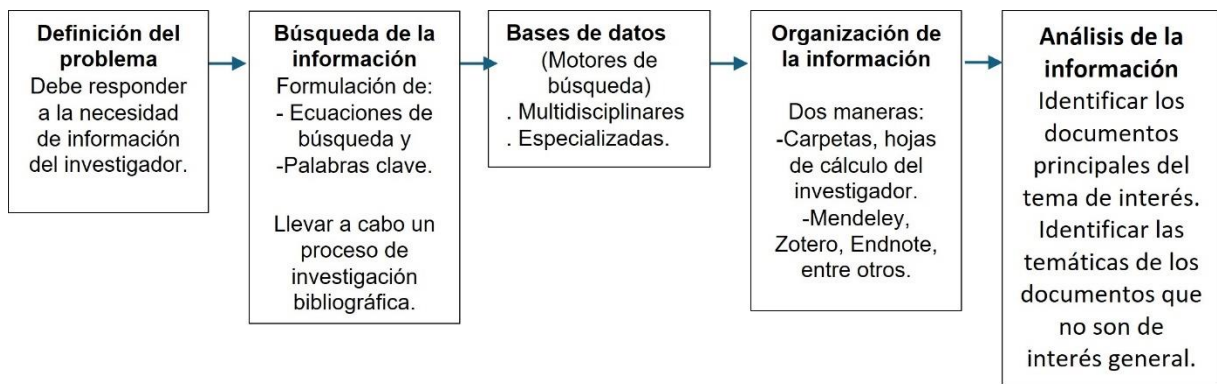 Definición del
problema
Debe responder
a la necesidad
de información
del investigador.
Búsqueda de la
información
Formulación de:
- Ecuaciones de
búsqueda y
-Palabras clave.
Llevar a cabo un
proceso de
investigación
bibliográfica.
Bases de datos
(Motores de
búsqueda)
. Multidisciplinares
. Especializadas.
Organización de
la información
Dos maneras:
-Carpetas, hojas
de cálculo del
investigador.
-Mendeley,
Zotero, Endnote,
entre otros.
Análisis de la
información
Identificar los
documentos
principales del
tema de interés.
Identificar las
temáticas de los
documentos que
no son de
interés general.